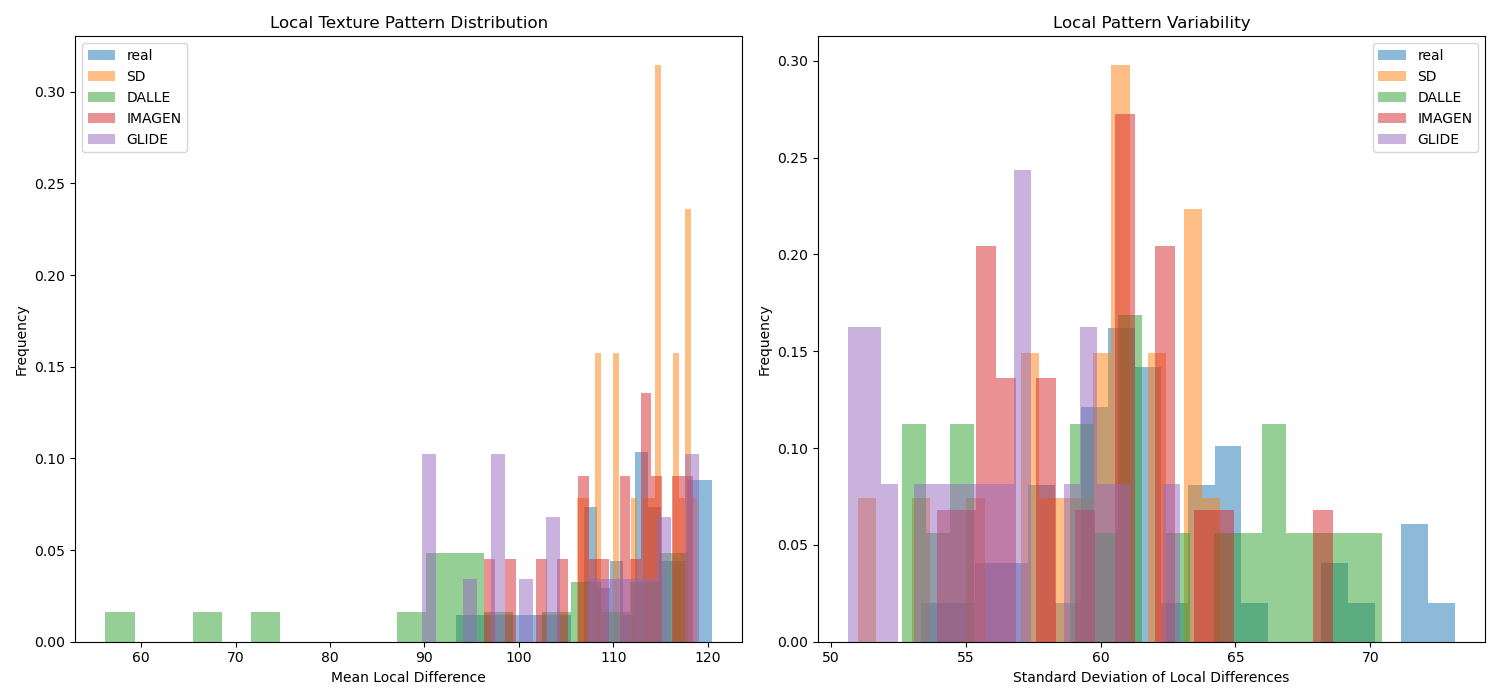 Local Texture Pattern Distribution
real
SD
DALLE
IMAGEN
GLIDE
Frequency
0.30
0.25
0.20
0.15
0.10
0.05
0.00
60 70 80 90 100 110 120
Mean Local Difference
Local Pattern Variability
real
SD
DALLE
IMAGEN
GLIDE
Frequency
0.30
0.25
0.20
0.15
0.10
0.05
0.00
50 55 60 65 70
Standard Deviation of Local Differences